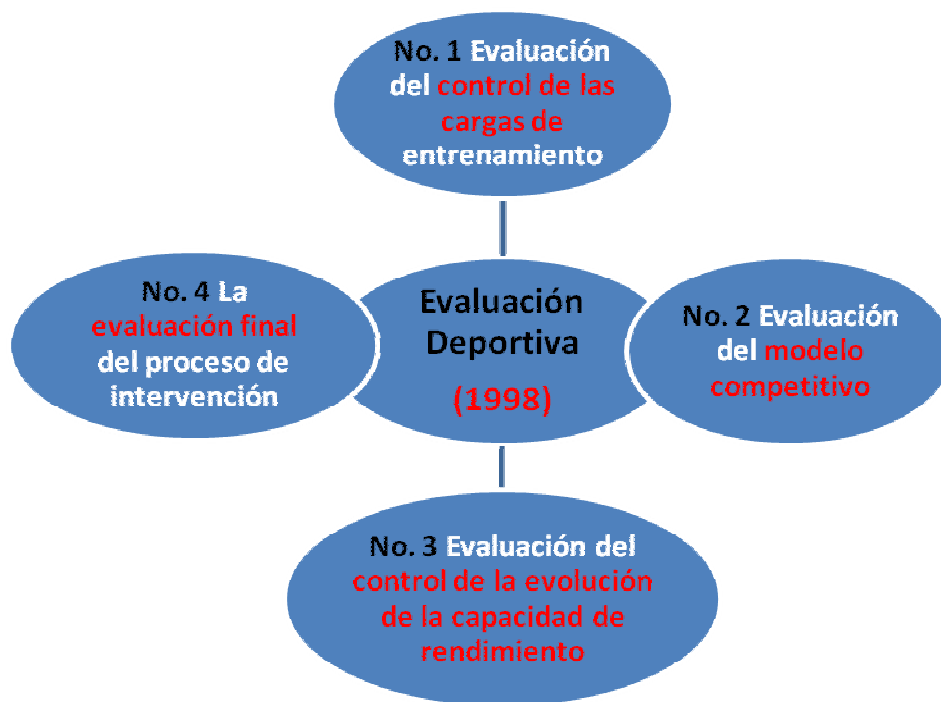 No. 1 Evaluación
del control de las
cargas de
entrenamiento
No. 4 La
evaluación final
del proceso de
intervención
Evaluación
Deportiva
(1998)
No. 2 Evaluación
del modelo
competitivo
No. 3 Evaluación del
control de la evolución
de la capacidad de
rendimiento